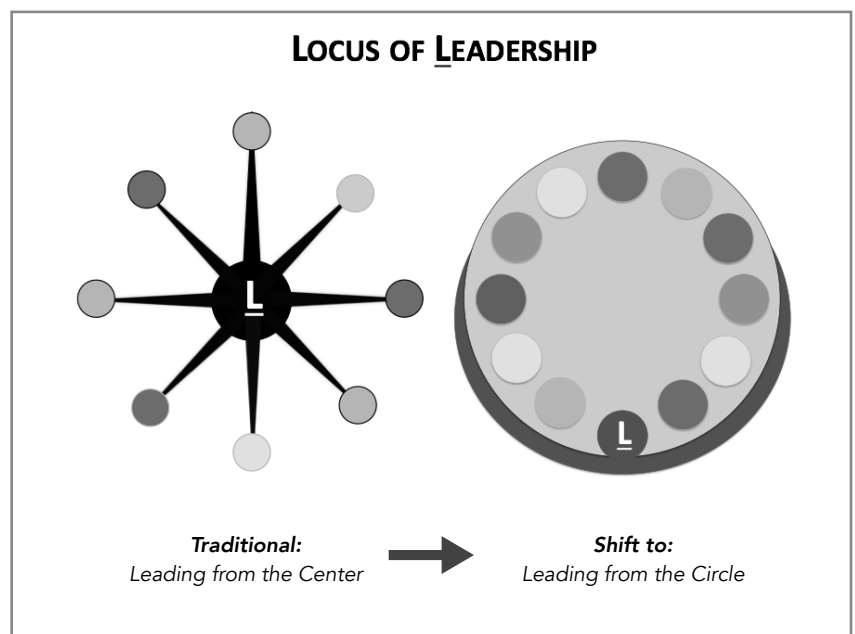 LOCUS OF LEADERSHIP
L
L
Traditional:
Leading from the Center
Shift to:
Leading from the Circle